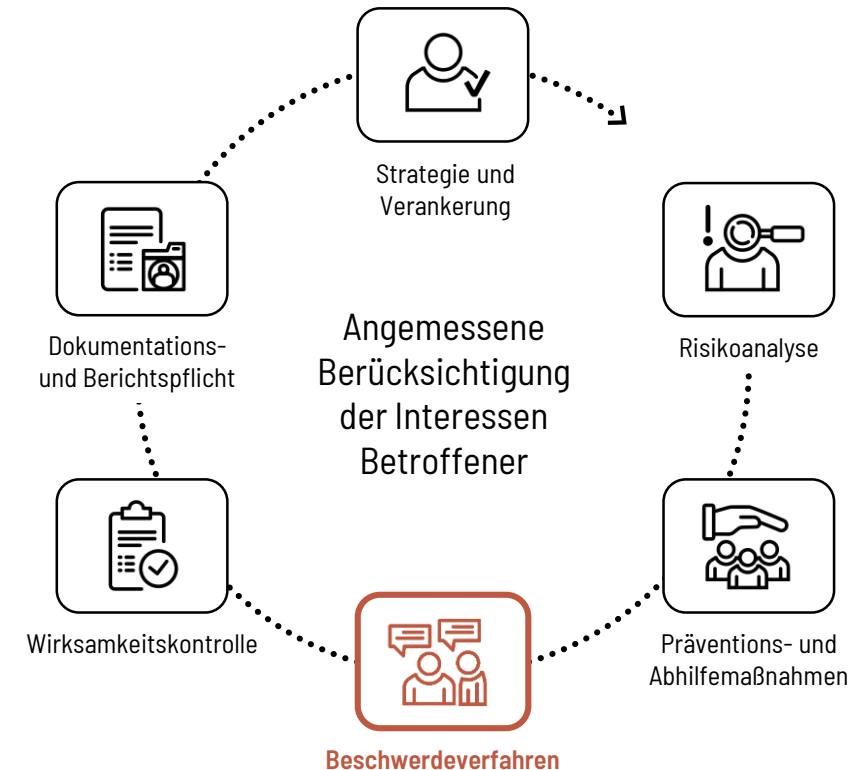 Strategie und
Verankerung
Risikoanalyse
Präventions- und
Abhilfemaßnahmen
Beschwerdeverfahren
Wirksamkeitskontrolle
Dokumentations-
und Berichtspflicht
Angemessene
Berücksichtigung
der Interessen
Betroffener